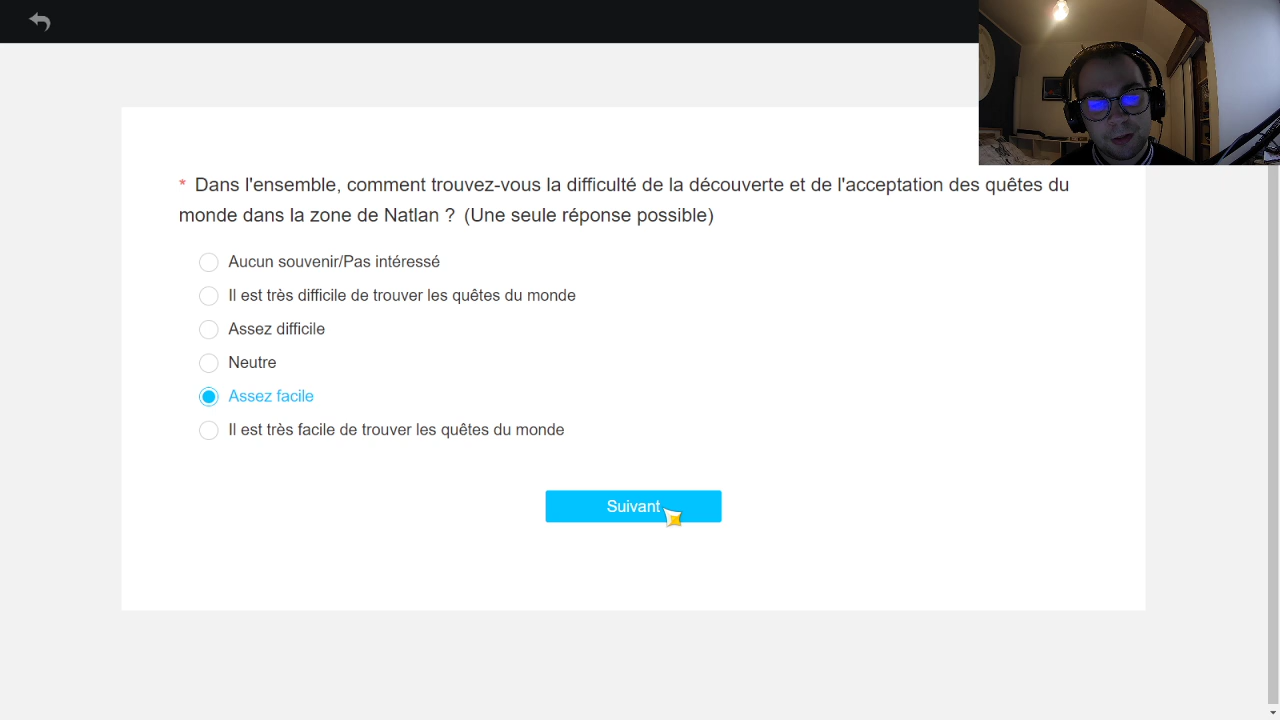 * Dans l'ensemble, comment trouvez-vous la difficulté de la découverte et de l'acceptation des quêtes du
monde dans la zone de Natlan ? (Une seule réponse possible)
Aucun souvenir/Pas intéressé
Il est très difficile de trouver les quêtes du monde
Assez difficile
Neutre
Assez facile
Il est très facile de trouver les quêtes du monde
Suivant